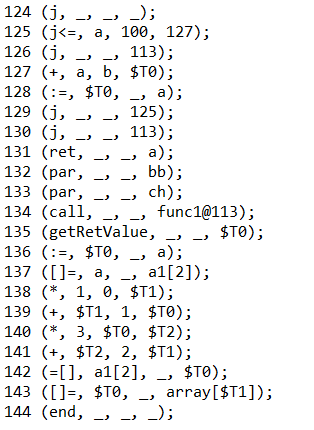 124 (j, _, _, _);
125 (j<=, a, 100, 127);
126 (j, _, _, 113);
127 (+, a, b, $T0);
128 (:=, $T0, _, a);
129 (j, _, _, 125);
130 (j, _, _, 113);
131 (ret, _, _, a);
132 (par, _, _, bb);
133 (par, _, _, ch);
134 (call, _, _, func1@113);
135 (getRetValue, _, _, $T0);
136 (:=, $T0, _, a);
137 ([]=, a, _, a1[2]);
138 (*, 1, 0, $T1);
139 (+, $T1, 1, $T0);
140 (*, 3, $T0, $T2);
141 (+, $T2, 2, $T1);
142 (=[], a1[2], _, $T0);
143 ([]=, $T0, _, array[$T1]);
144 (end, _, _, _);